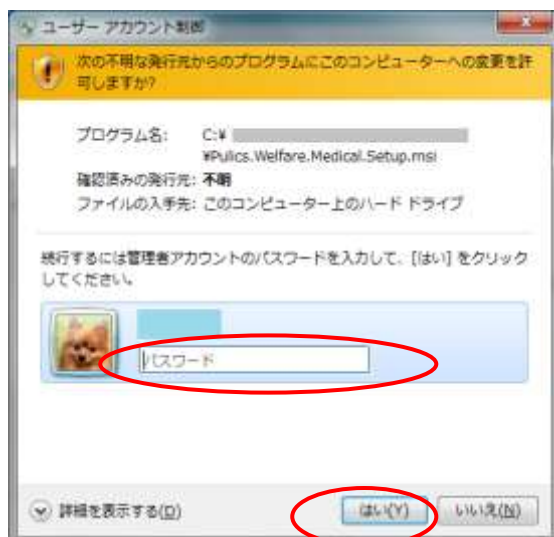 ユーザー アカウント制御
次の不明な発行元からのプログラムにこのコンピューターへの変更を許
可しますか?
プログラム名: C:¥
¥Pulics.Welfare.Medical.Setup.msi
確認済みの発行元: 不明
ファイルの入手先: このコンピューター上のハード ドライブ
続行するには管理者アカウントのパスワードを入力して、[はい] をクリック
してください。
パスワード
詳細を表示する(D)
はい(Y)
いいえ(N)